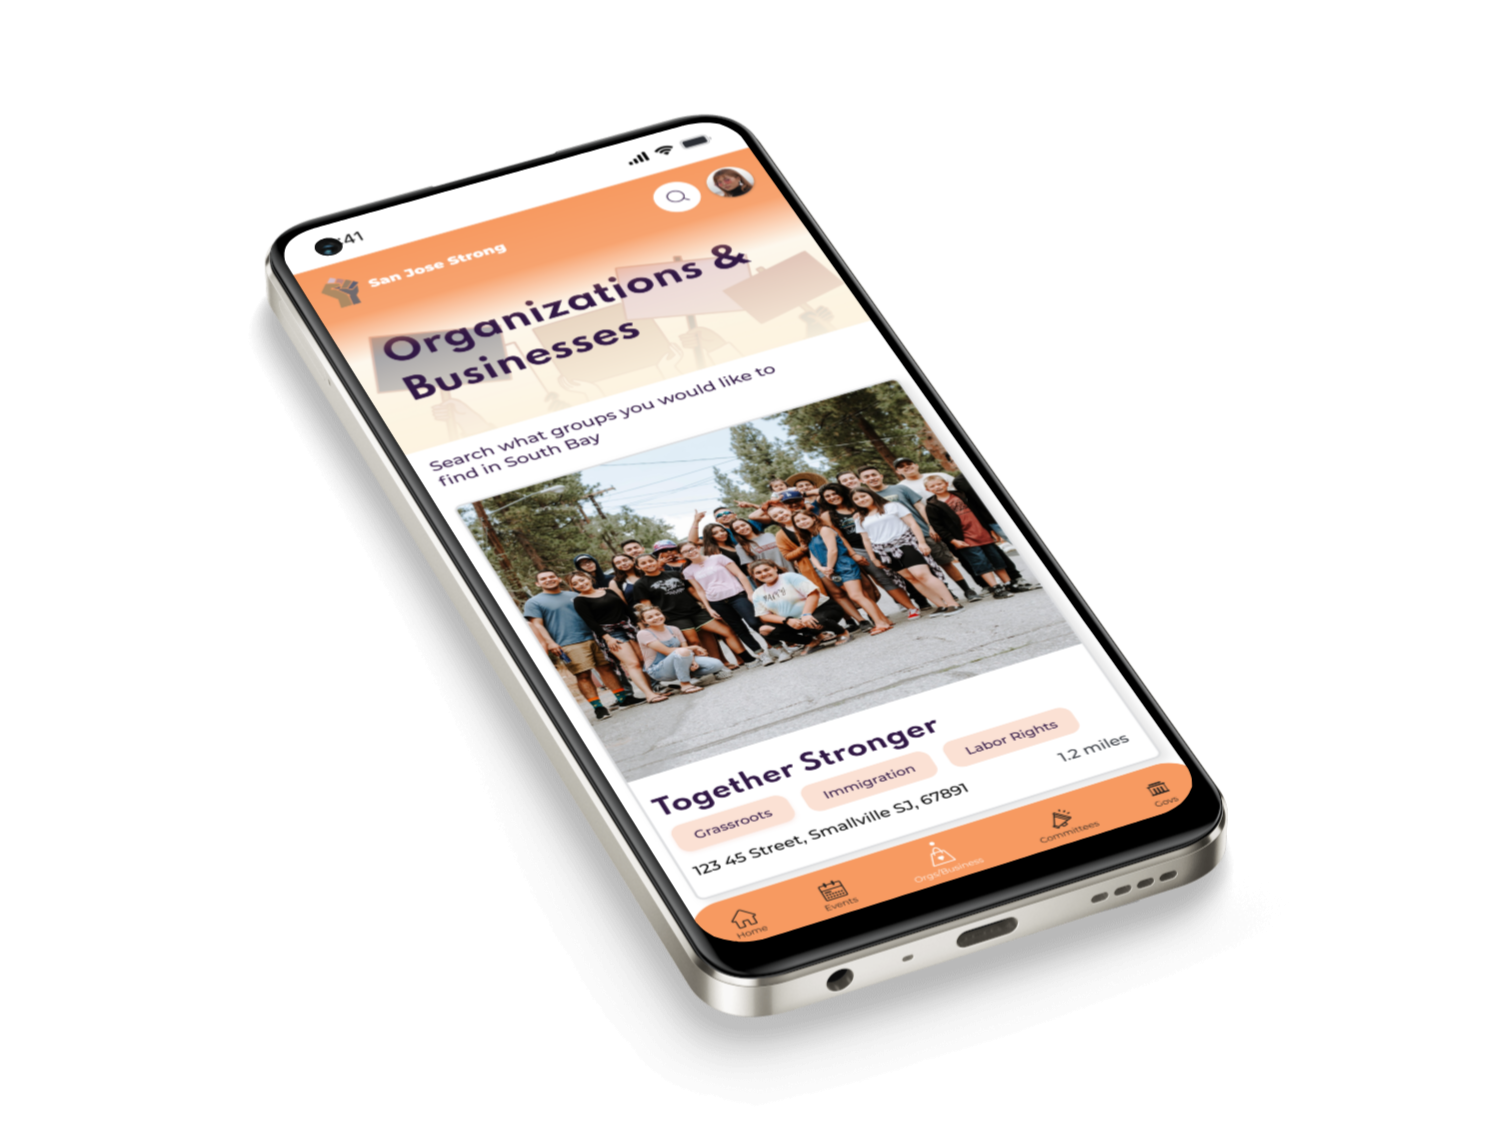 :41
San Jose Strong
Organizations &
Businesses
Search what groups you would like to
find in South Bay
Together Stronger
Grassroots
Immigration
Labor Rights
123 45 Street, Smallville SJ, 67891
1.2 miles
Home
Events
Orgs/Business
Committees
Govs